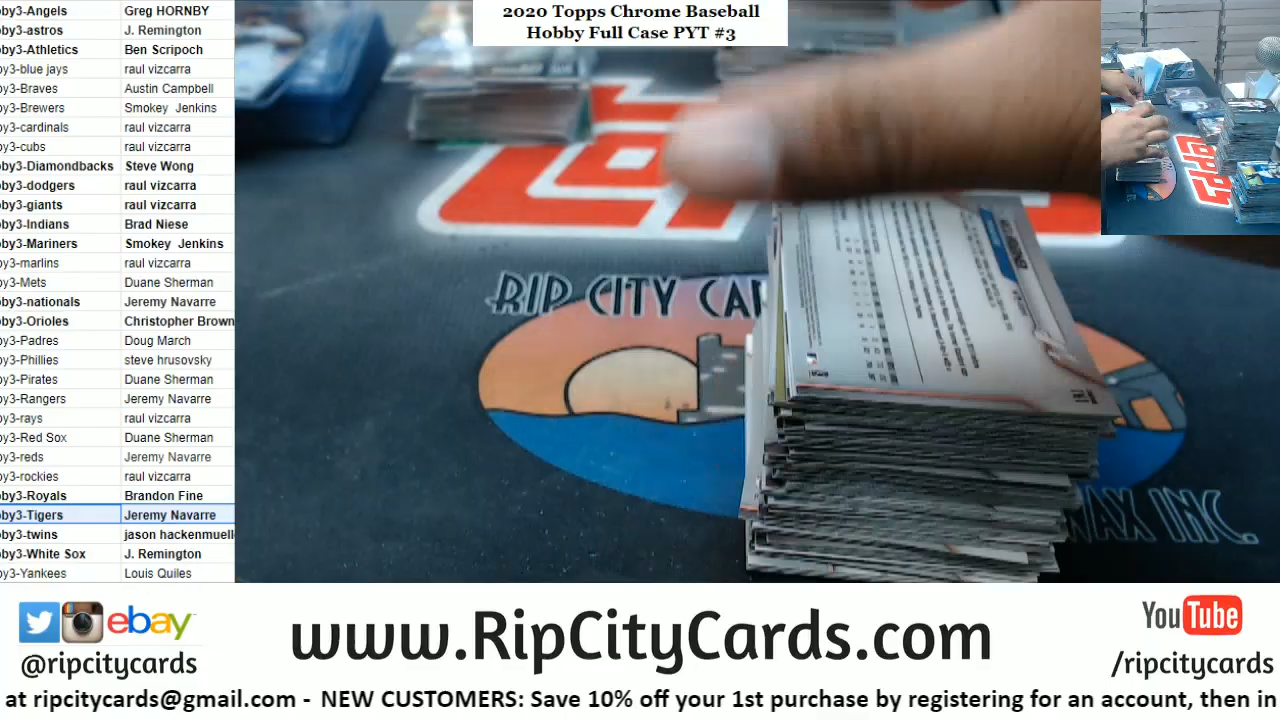 2020 Topps Chrome Baseball
Hobby Full Case PYT #3
by3-Angels Greg HORNBY
by3-astros J. Remington
by3-Athletics Ben Scripoch
by3-blue jays raul vizcarra
by3-Braves Austin Campbell
by3-Brewers Smokey Jenkins
by3-cardinals raul vizcarra
by3-cubs raul vizcarra
by3-Diamondbacks Steve Wong
by3-dodgers raul vizcarra
by3-giants raul vizcarra
by3-Indians Brad Niese
by3-Mariners Smokey Jenkins
by3-marlins raul vizcarra
by3-Mets Duane Sherman
by3-nationals Jeremy Navarre
by3-Orioles Christopher Brown
by3-Padres Doug March
by3-Phillies steve hrusovsky
by3-Pirates Duane Sherman
by3-Rangers Jeremy Navarre
by3-rays raul vizcarra
by3-Red Sox Duane Sherman
by3-reds Jeremy Navarre
by3-rockies raul vizcarra
by3-Royals Brandon Fine
by3-Tigers Jeremy Navarre
by3-twins jason hackenmuell
by3-White Sox J. Remington
by3-Yankees Louis Quiles
RIP CITY CA
WAX INC.
TOPPS
ebay
@ripcitycards
www.RipCityCards.com
YouTube
/ripcitycards
at ripcitycards@gmail.com - NEW CUSTOMERS: Save 10% off your 1st purchase by registering for an account, then in